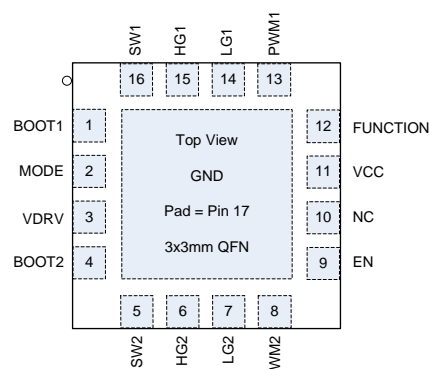 SW1
HG1
LG1
PWM1
16
15
14
13
BOOT1
1
MODE
2
VDRV
3
BOOT2
4
Top View
GND
Pad = Pin 17
3x3mm QFN
12
FUNCTION
11
VCC
10
NC
9
EN
5
6
7
8
SW2
HG2
LG2
WM2